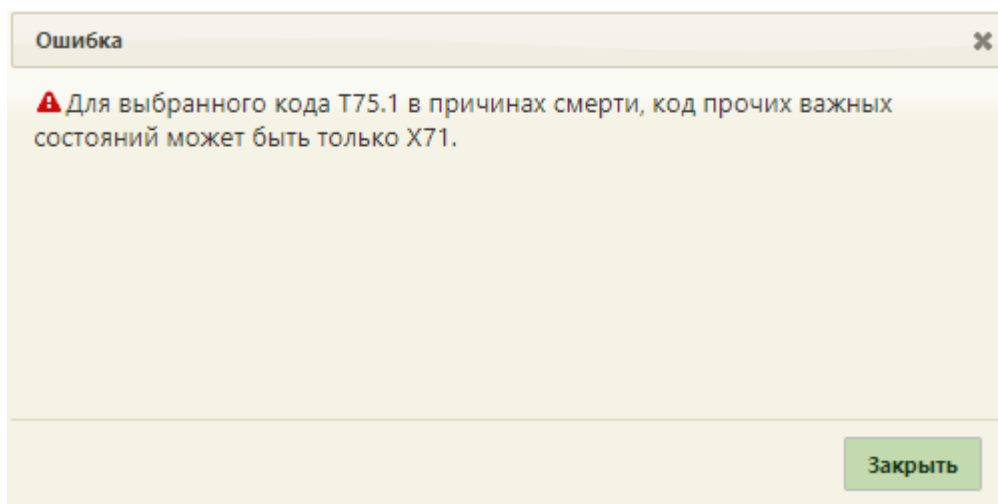 Ошибка
Для выбранного кода T75.1 в причинах смерти, код прочих важных
состояний может быть только X71.
Закрыть